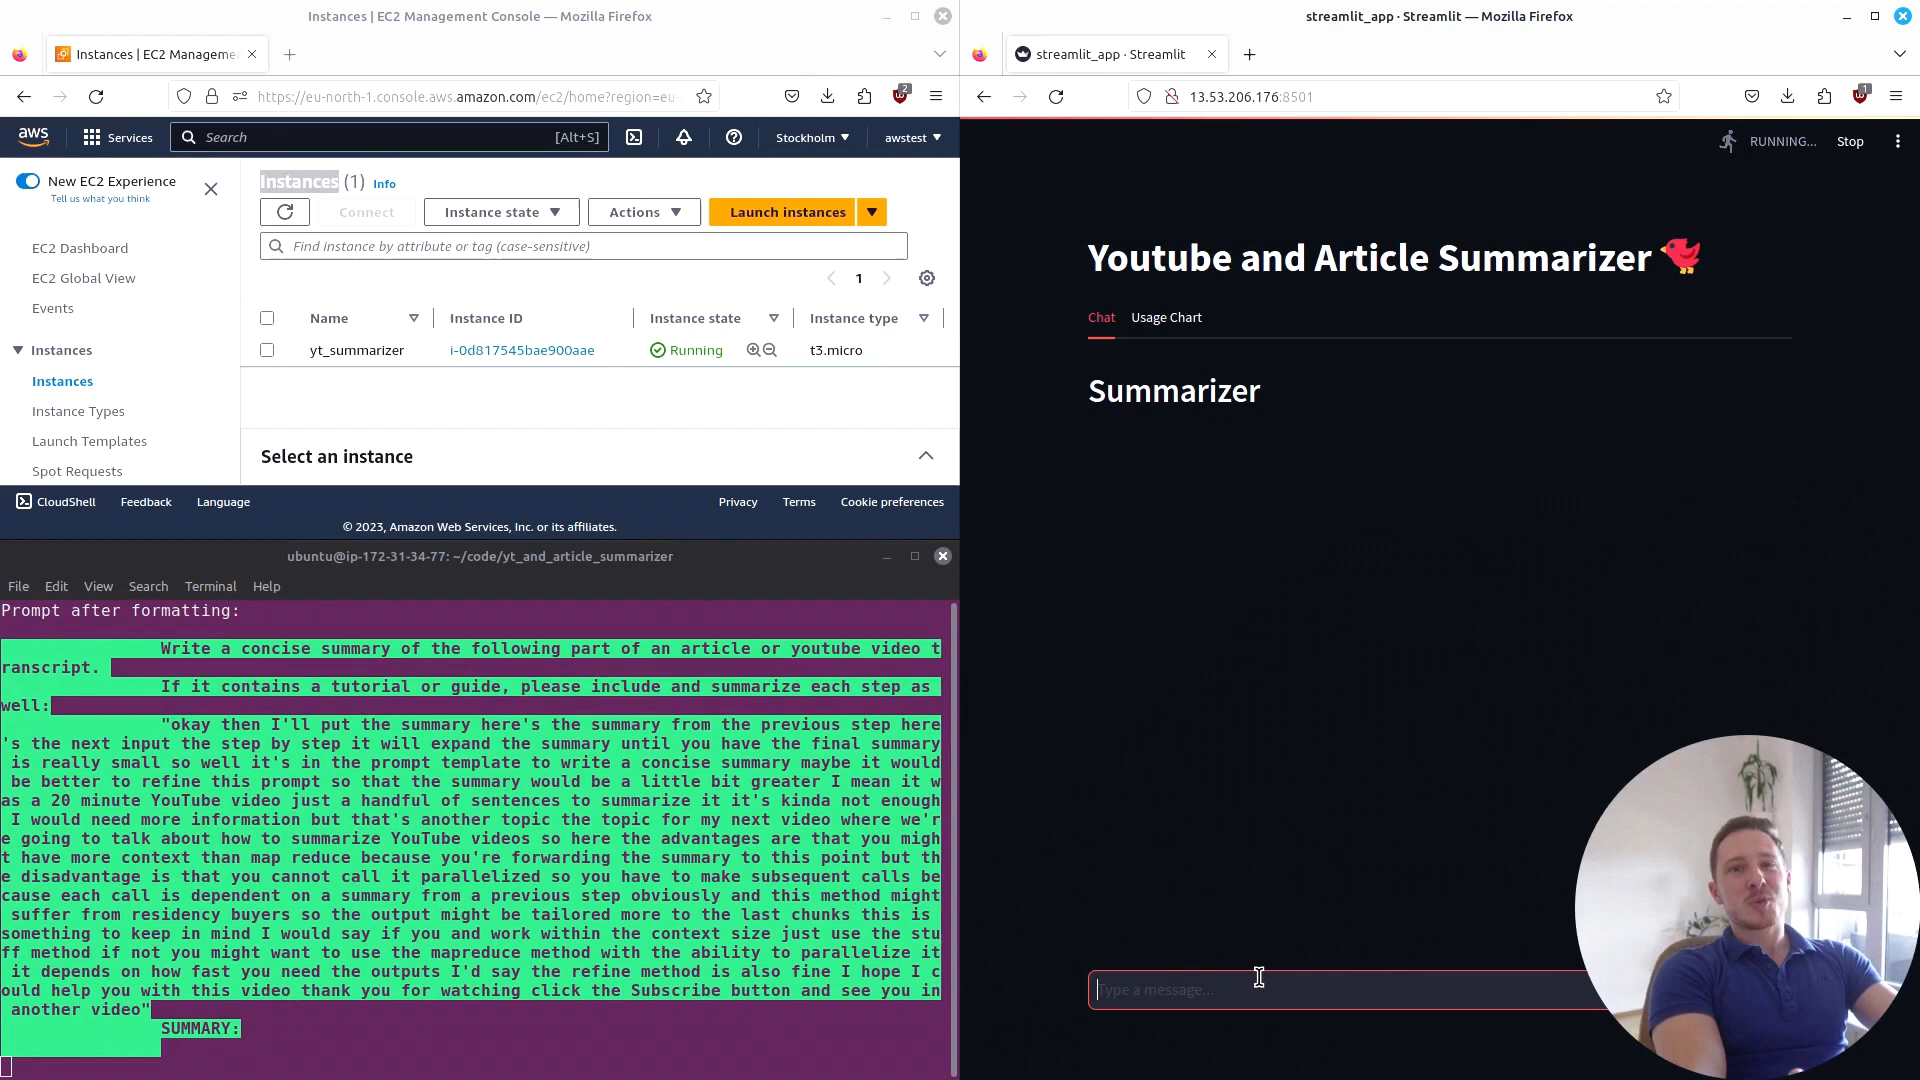 Instances | EC2 Management Console — Mozilla Firefox
Instances | EC2 Manageme
https://eu-north-1.console.aws.amazon.com/ec2/home?region=eu-
2
aws
Services
Search
[Alt+S]
Stockholm
awstest
New EC2 Experience
Tell us what you think
EC2 Dashboard
EC2 Global View
Events
Instances
Instances
Instance Types
Launch Templates
Spot Requests
Instances (1) Info
Connect
Instance state
Actions
Launch instances
Find instance by attribute or tag (case-sensitive)
1
Name
Instance ID
Instance state
Instance type
yt_summarizer
i-0d817545bae900aae
Running
t3.micro
Select an instance
CloudShell
Feedback
Language
Privacy
Terms
Cookie preferences
© 2023, Amazon Web Services, Inc. or its affiliates.
ubuntu@ip-172-31-34-77: ~/code/yt_and_article_summarizer
File Edit View Search Terminal Help
Prompt after formatting:
Write a concise summary of the following part of an article or youtube video t
ranscript.
If it contains a tutorial or guide, please include and summarize each step as
well:
"okay then I'll put the summary here's the summary from the previous step here
's the next input the step by step it will expand the summary until you have the final summary
is really small so well it's in the prompt template to write a concise summary maybe it would
be better to refine this prompt so that the summary would be a little bit greater I mean it w
as a 20 minute YouTube video just a handful of sentences to summarize it it's kinda not enough
I would need more information but that's another topic the topic for my next video where we'r
e going to talk about how to summarize YouTube videos so here the advantages are that you migh
t have more context than map reduce because you're forwarding the summary to this point but th
e disadvantage is that you cannot call it parallelized so you have to make subsequent calls be
cause each call is dependent on a summary from a previous step obviously and this method might
suffer from residency buyers so the output might be tailored more to the last chunks this is
something to keep in mind I would say if you and work within the context size just use the stu
ff method if not you might want to use the mapreduce method with the ability to parallelize it
it depends on how fast you need the outputs I'd say the refine method is also fine I hope I c
ould help you with this video thank you for watching click the Subscribe button and see you in
another video"
SUMMARY:
streamlit_app · Streamlit — Mozilla Firefox
streamlit_app · Streamlit
13.53.206.176:8501
1
RUNNING...
Stop
Youtube and Article Summarizer
Chat
Usage Chart
Summarizer
Type a message...